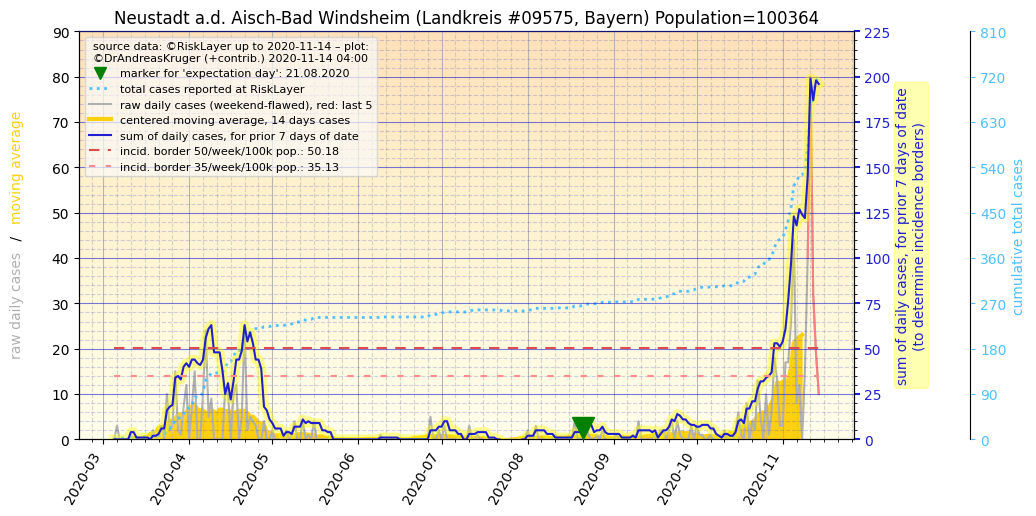 Neustadt a.d. Aisch-Bad Windsheim (Landkreis #09575, Bayern) Population=100364
source data: ©RiskLayer up to 2020-11-14 – plot:
©DrAndreasKruger (+contrib.) 2020-11-14 04:00
marker for 'expectation day': 21.08.2020
total cases reported at RiskLayer
raw daily cases (weekend-flawed), red: last 5
centered moving average, 14 days cases
sum of daily cases, for prior 7 days of date
incid. border 50/week/100k pop.: 50.18
incid. border 35/week/100k pop.: 35.13
raw daily cases / moving average
90
80
70
60
50
40
30
20
10
0
225
200
175
150
125
100
75
50
25
0
sum of daily cases, for prior 7 days of date
(to determine incidence borders)
810
720
630
540
450
360
270
180
90
0
cumulative total cases
2020-03
2020-04
2020-05
2020-06
2020-07
2020-08
2020-09
2020-10
2020-11